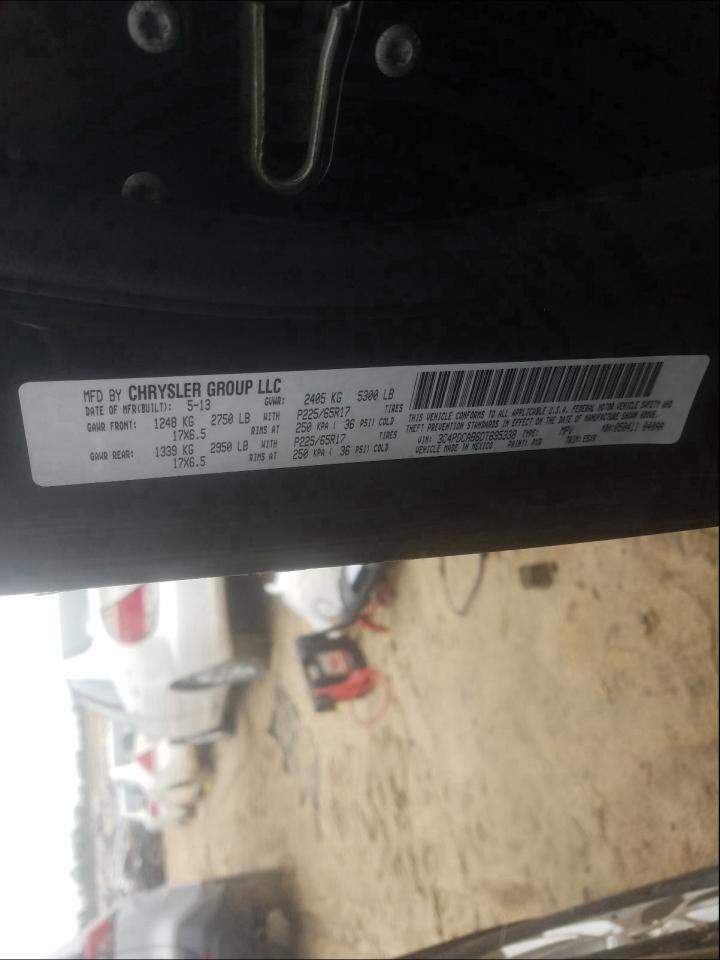 MFD BY CHRYSLER GROUP LLC
DATE OF MFR(BUILT): 5-13 GVWR: 2405 KG 5300 LB
GAWR FRONT: 1248 KG 2750 LB WITH P225/65R17 TIRES
17X6.5 RIMS AT 250 KPA ( 36 PSI) COLD
GAWR REAR: 1339 KG 2950 LB WITH P225/65R17 TIRES
17X6.5 RIMS AT 250 KPA ( 36 PSI) COLD
THIS VEHICLE CONFORMS TO ALL APPLICABLE U.S.A. FEDERAL MOTOR VEHICLE SAFETY AND
THEFT PREVENTION STANDARDS IN EFFECT ON THE DATE OF MANUFACTURE SHOWN ABOVE.
VIN: 3C4PDCAB6DT695338 TYPE: MPV
VEHICLE MADE IN MEXICO PAINT: TRIM: